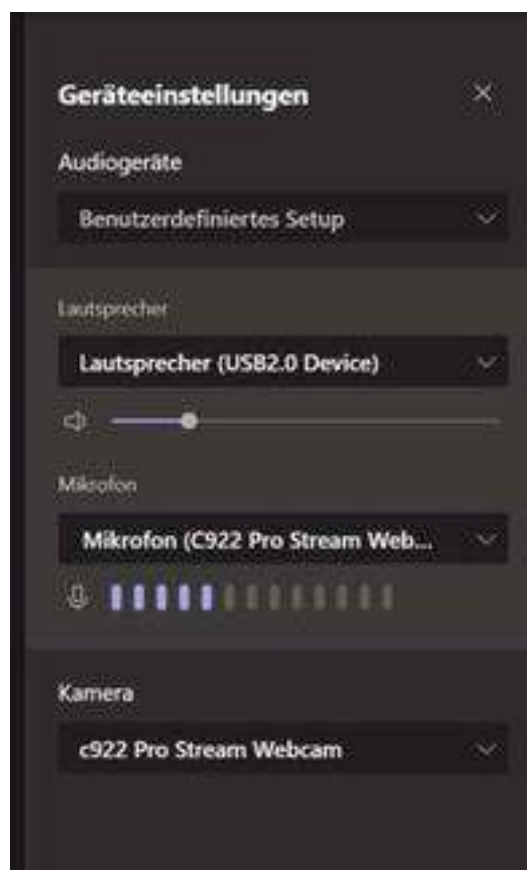 Geräteeinstellungen
Audiogeräte
Benutzerdefiniertes Setup
Lautsprecher
Lautsprecher (USB2.0 Device)
Mikrofon
Mikrofon (C922 Pro Stream Web...
Kamera
c922 Pro Stream Webcam